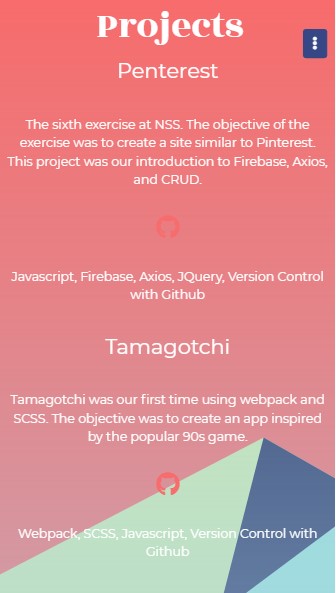 Projects
Penterest
The sixth exercise at NSS. The objective of the
exercise was to create a site similar to Pinterest.
This project was our introduction to Firebase, Axios,
and CRUD.
Javascript, Firebase, Axios, JQuery, Version Control
with Github
Tamagotchi
Tamagotchi was our first time using webpack and
SCSS. The objective was to create an app inspired
by the popular 90s game.
Webpack, SCSS, Javascript, Version Control with
Github